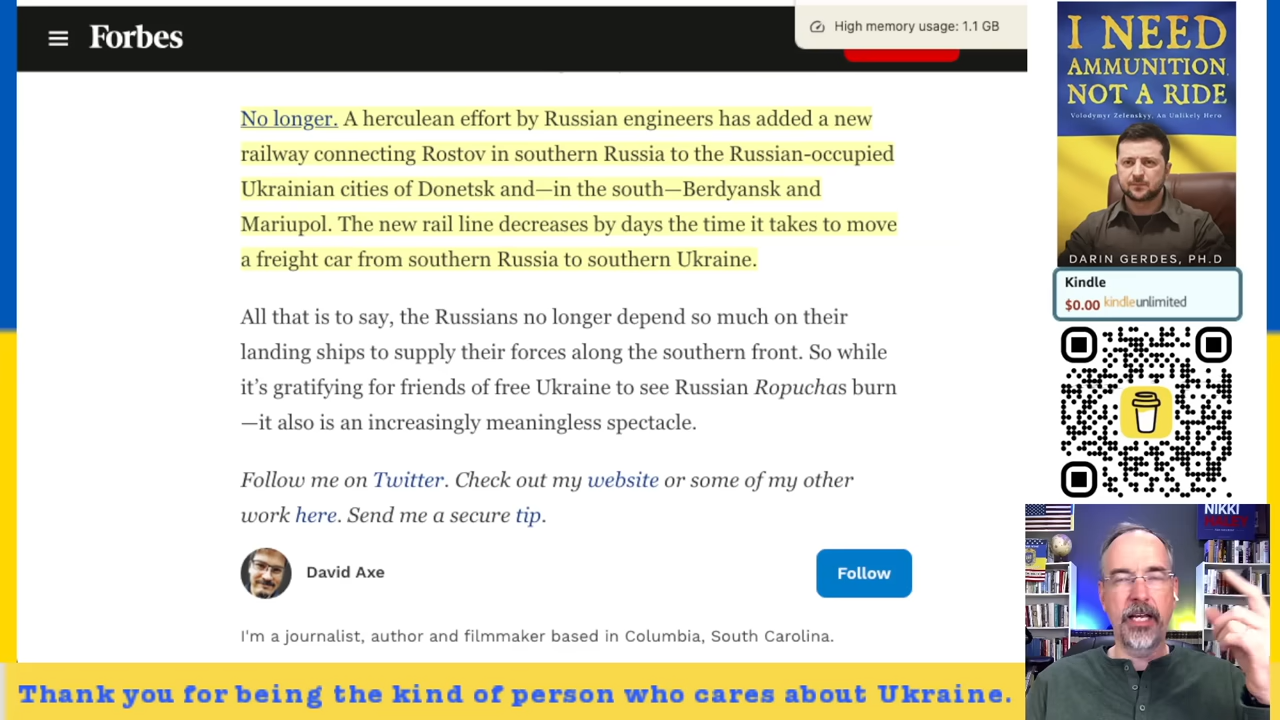 Forbes
High memory usage: 1.1 GB
No longer. A herculean effort by Russian engineers has added a new
railway connecting Rostov in southern Russia to the Russian-occupied
Ukrainian cities of Donetsk and—in the south—Berdyansk and
Mariupol. The new rail line decreases by days the time it takes to move
a freight car from southern Russia to southern Ukraine.
All that is to say, the Russians no longer depend so much on their
landing ships to supply their forces along the southern front. So while
it's gratifying for friends of free Ukraine to see Russian Ropuchas burn
—it also is an increasingly meaningless spectacle.
Follow me on Twitter. Check out my website or some of my other
work here. Send me a secure tip.
David Axe
Follow
I'm a journalist, author and filmmaker based in Columbia, South Carolina.
I NEED
AMMUNITION,
NOT A RIDE
Volodymyr Zelenskyy, An Unlikely Hero
DARIN GERDES, PH.D
Kindle
$0.00 kindleunlimited
NIKKI
HALEY
Thank you for being the kind of person who cares about Ukraine.